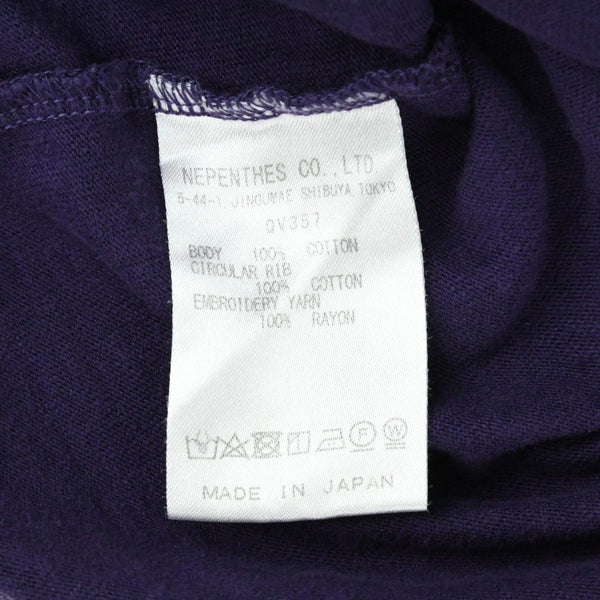 NEPENTHES CO.,LTD.
5-44-1,JINGUMAE SHIBUYA TOKYO
QV357
BODY 100% COTTON
CIRCULAR RIB
100% COTTON
EMBROIDERY YARN
100% RAYON
F W
MADE IN JAPAN